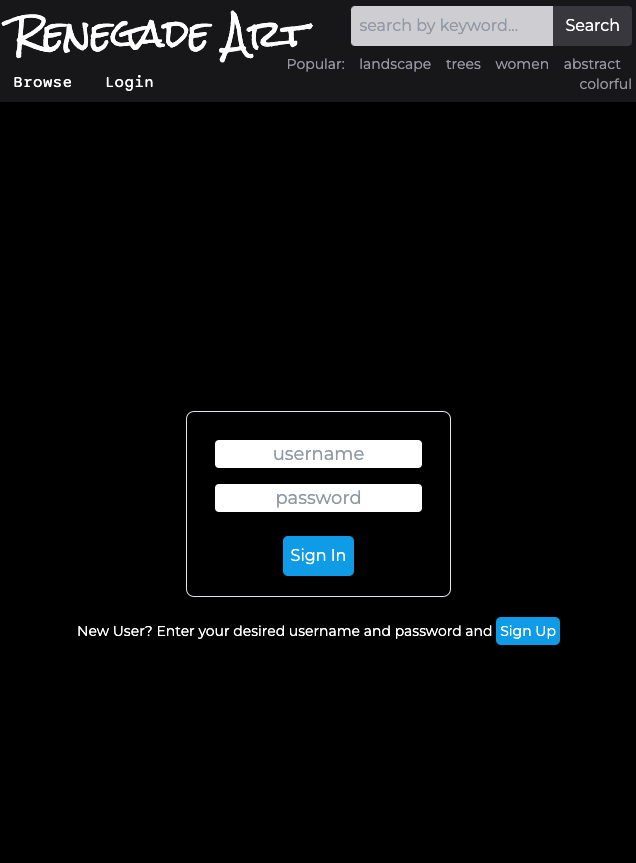 Renegade Art
search by keyword...
Search
Popular: landscape trees women abstract
colorful
Browse Login
username
password
Sign In
New User? Enter your desired username and password and Sign Up